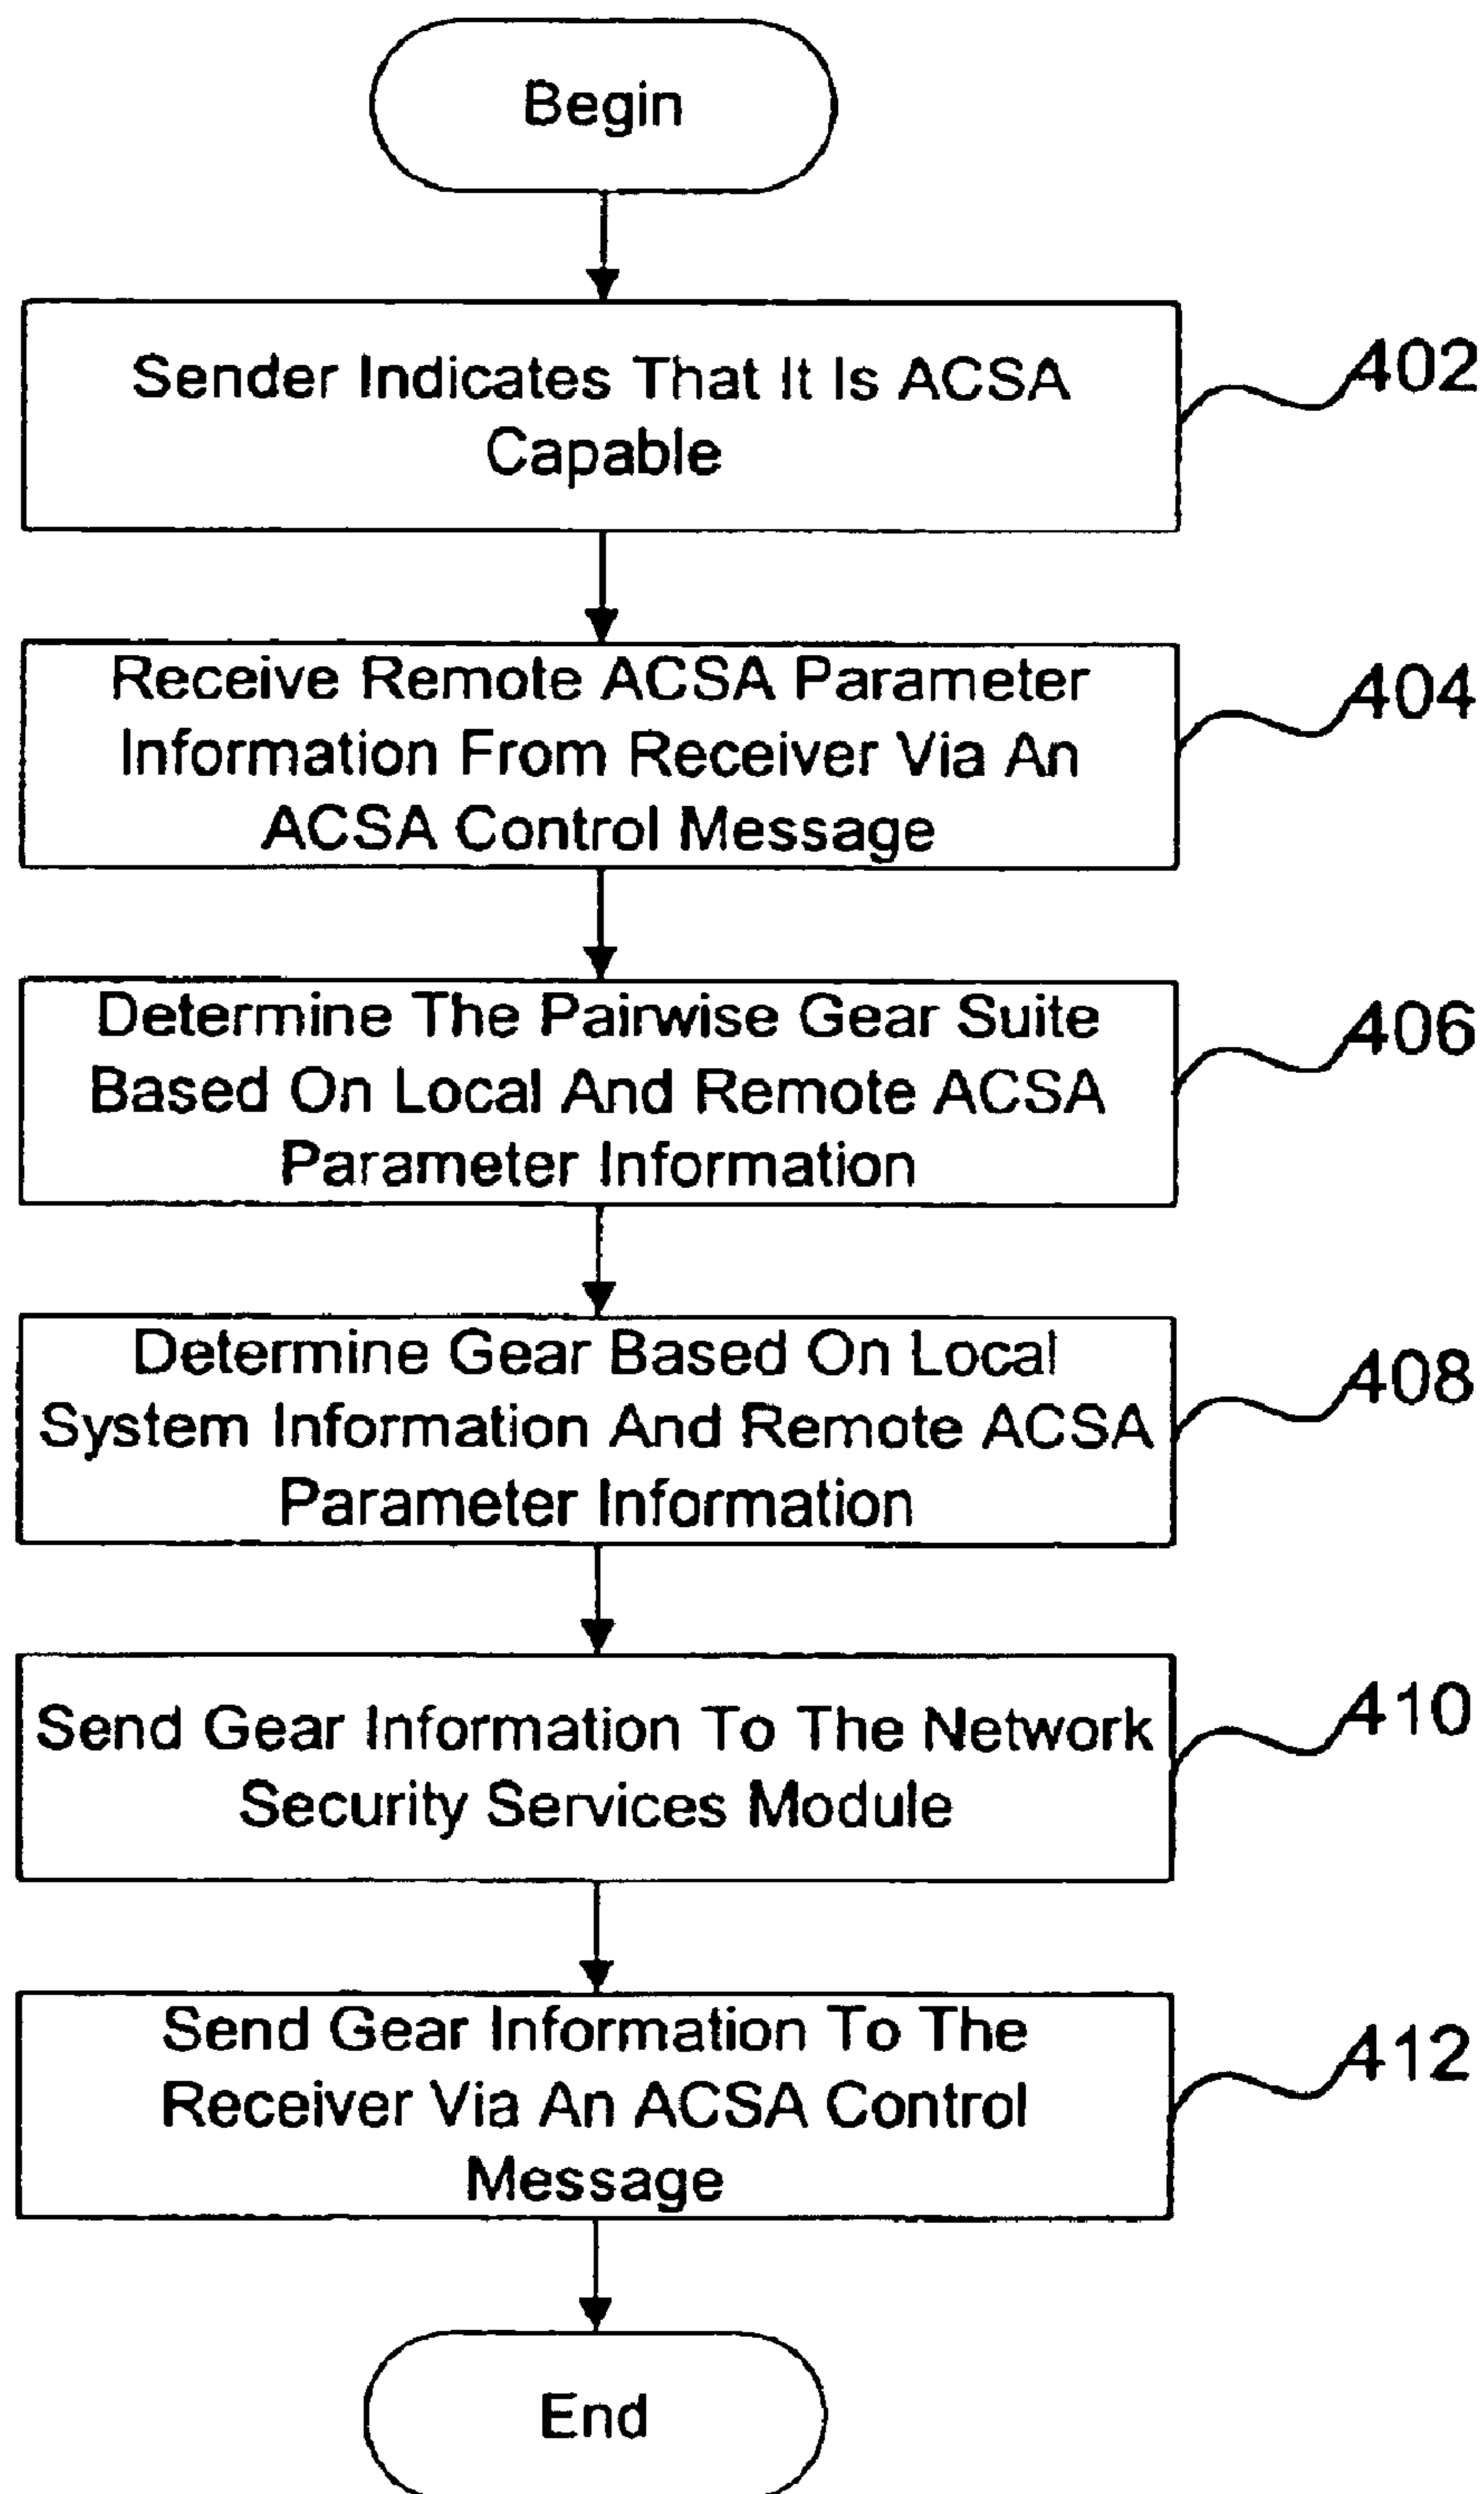 Begin
Sender Indicates That It Is ACSA
Capable
402
Receive Remote ACSA Parameter
Information From Receiver Via An
ACSA Control Message
404
Determine The Pairwise Gear Suite
Based On Local And Remote ACSA
Parameter Information
406
Determine Gear Based On Local
System Information And Remote ACSA
Parameter Information
408
Send Gear Information To The Network
Security Services Module
410
Send Gear Information To The
Receiver Via An ACSA Control
Message
412
End